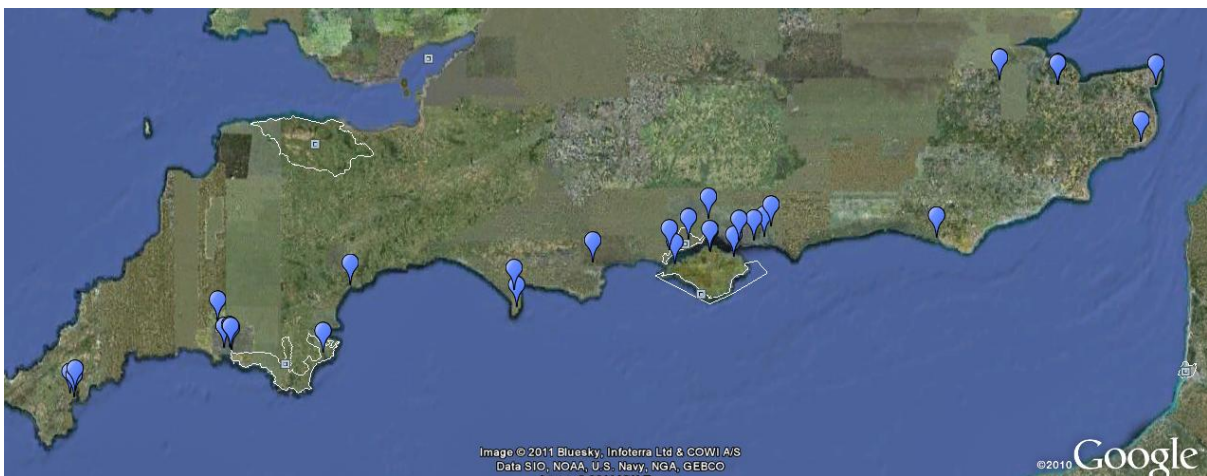 Image © 2011 Bluesky, Infoterra Ltd & COWI A/S
Data SIO, NOAA, U.S. Navy, NGA, GEBCO
©2010 Google